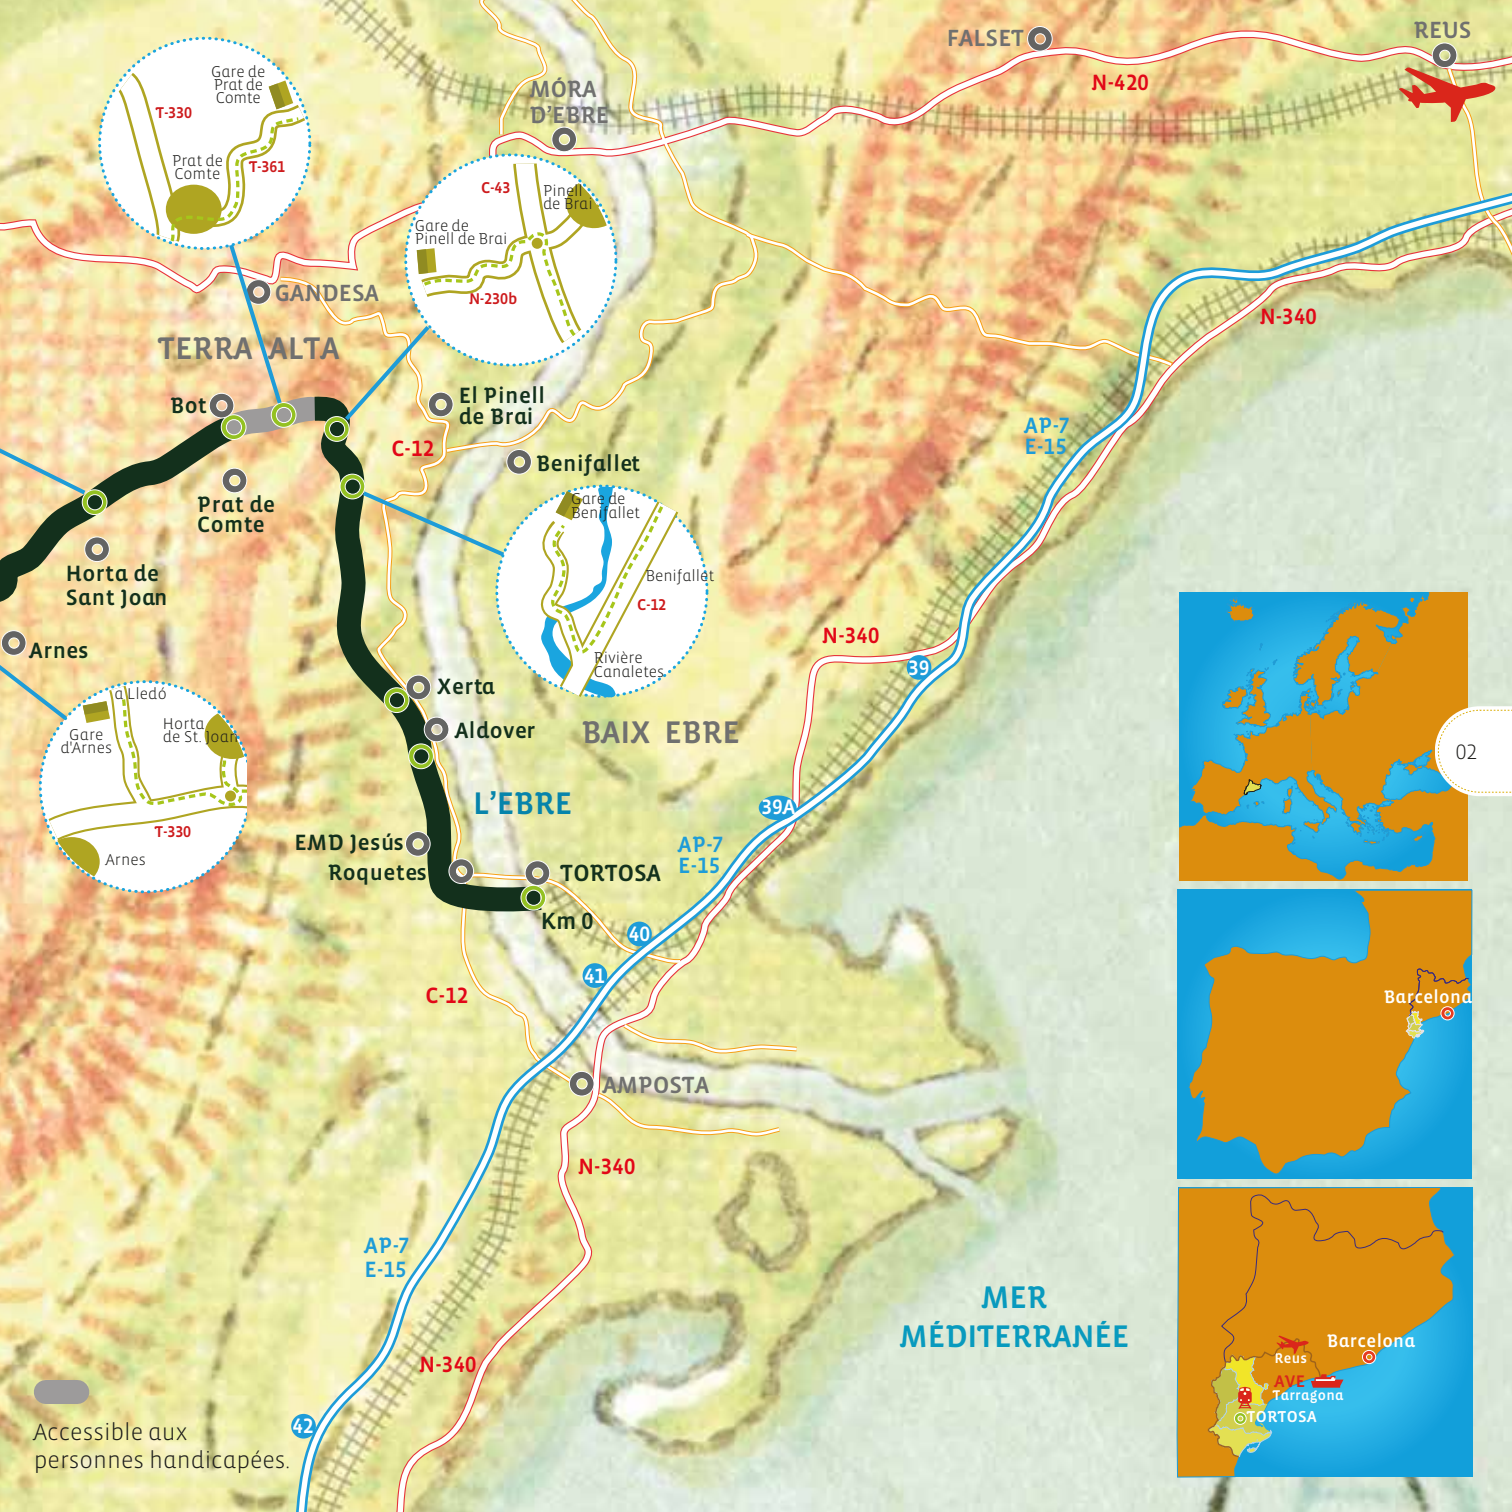 FALSET
REUS
N-420
MÓRA
D'EBRE
Gare de
Prat de
Comte
T-330
Prat de
Comte
T-361
C-43
Pinell
de Brai
Gare de
Pinell de Brai
N-230b
GANDESA
TERRA ALTA
N-340
Bot
El Pinell
de Brai
C-12
Benifallet
AP-7
E-15
Prat de
Comte
Gare de
Benifallet
Benifallet
C-12
Rivière
Canaletes
Horta de
Sant Joan
Arnes
N-340
39
Xerta
Aldover
BAIX EBRE
a Lledó
Gare
d'Arnes
Horta
de St. Joan
T-330
Arnes
02
L'EBRE
39A
EMD Jesús
Roquetes
TORTOSA
AP-7
E-15
Km 0
40
41
C-12
Barcelona
AMPOSTA
N-340
AP-7
E-15
MER
MÉDITERRANÉE
N-340
Barcelona
Reus
AVE
Tarragona
TORTOSA
42
Accessible aux
personnes handicapées.